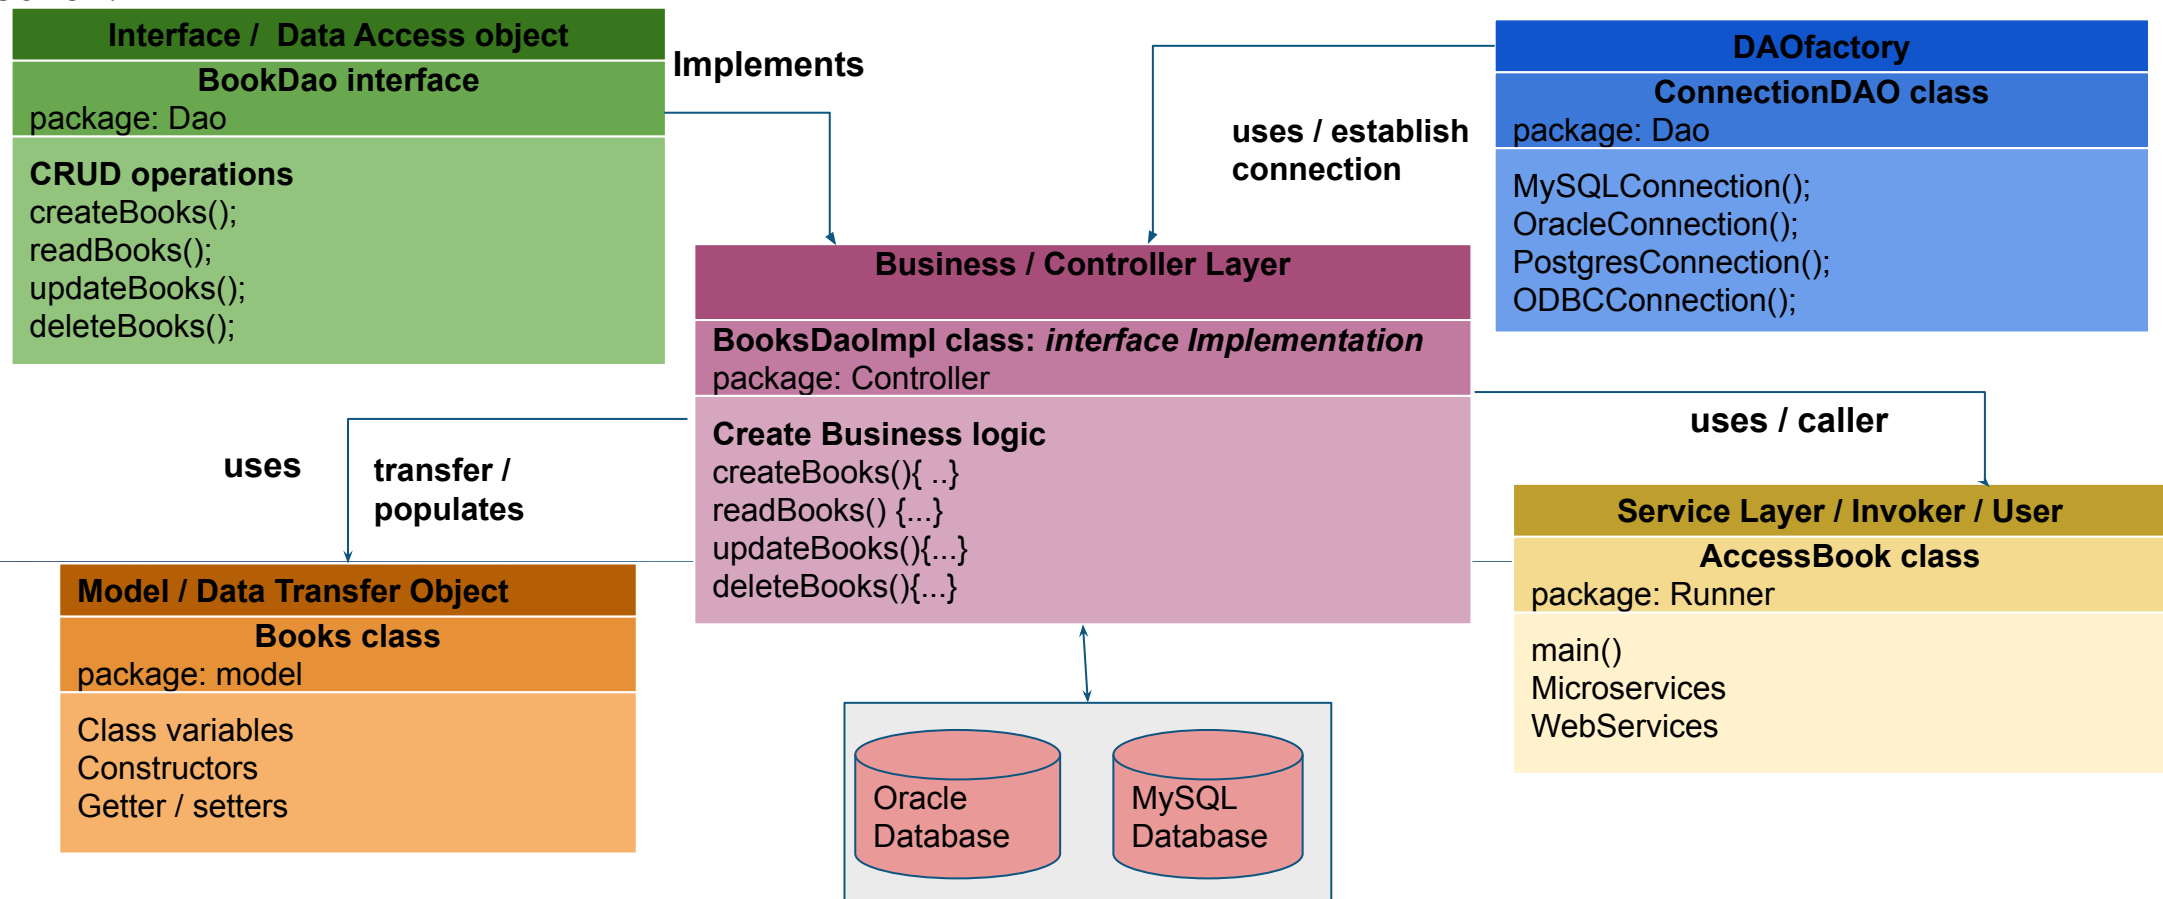 Interface /  Data Access object
BookDao interface
package: Dao
CRUD operations
createBooks();
readBooks();
updateBooks();
deleteBooks();
Implements
uses / establish
connection
DAOfactory
ConnectionDAO class
package: Dao
MySQLConnection();
OracleConnection();
PostgresConnection();
ODBCConnection();
Business / Controller Layer
BooksDaoImpl class: interface Implementation
package: Controller
Create Business logic
createBooks(){ ..}
readBooks() {...}
updateBooks(){...}
deleteBooks(){...}
uses
transfer /
populates
uses / caller
Model / Data Transfer Object
Books class
package: model
Class variables
Constructors
Getter / setters
Service Layer / Invoker / User
AccessBook class
package: Runner
main()
Microservices
WebServices
Oracle
Database
MySQL
Database